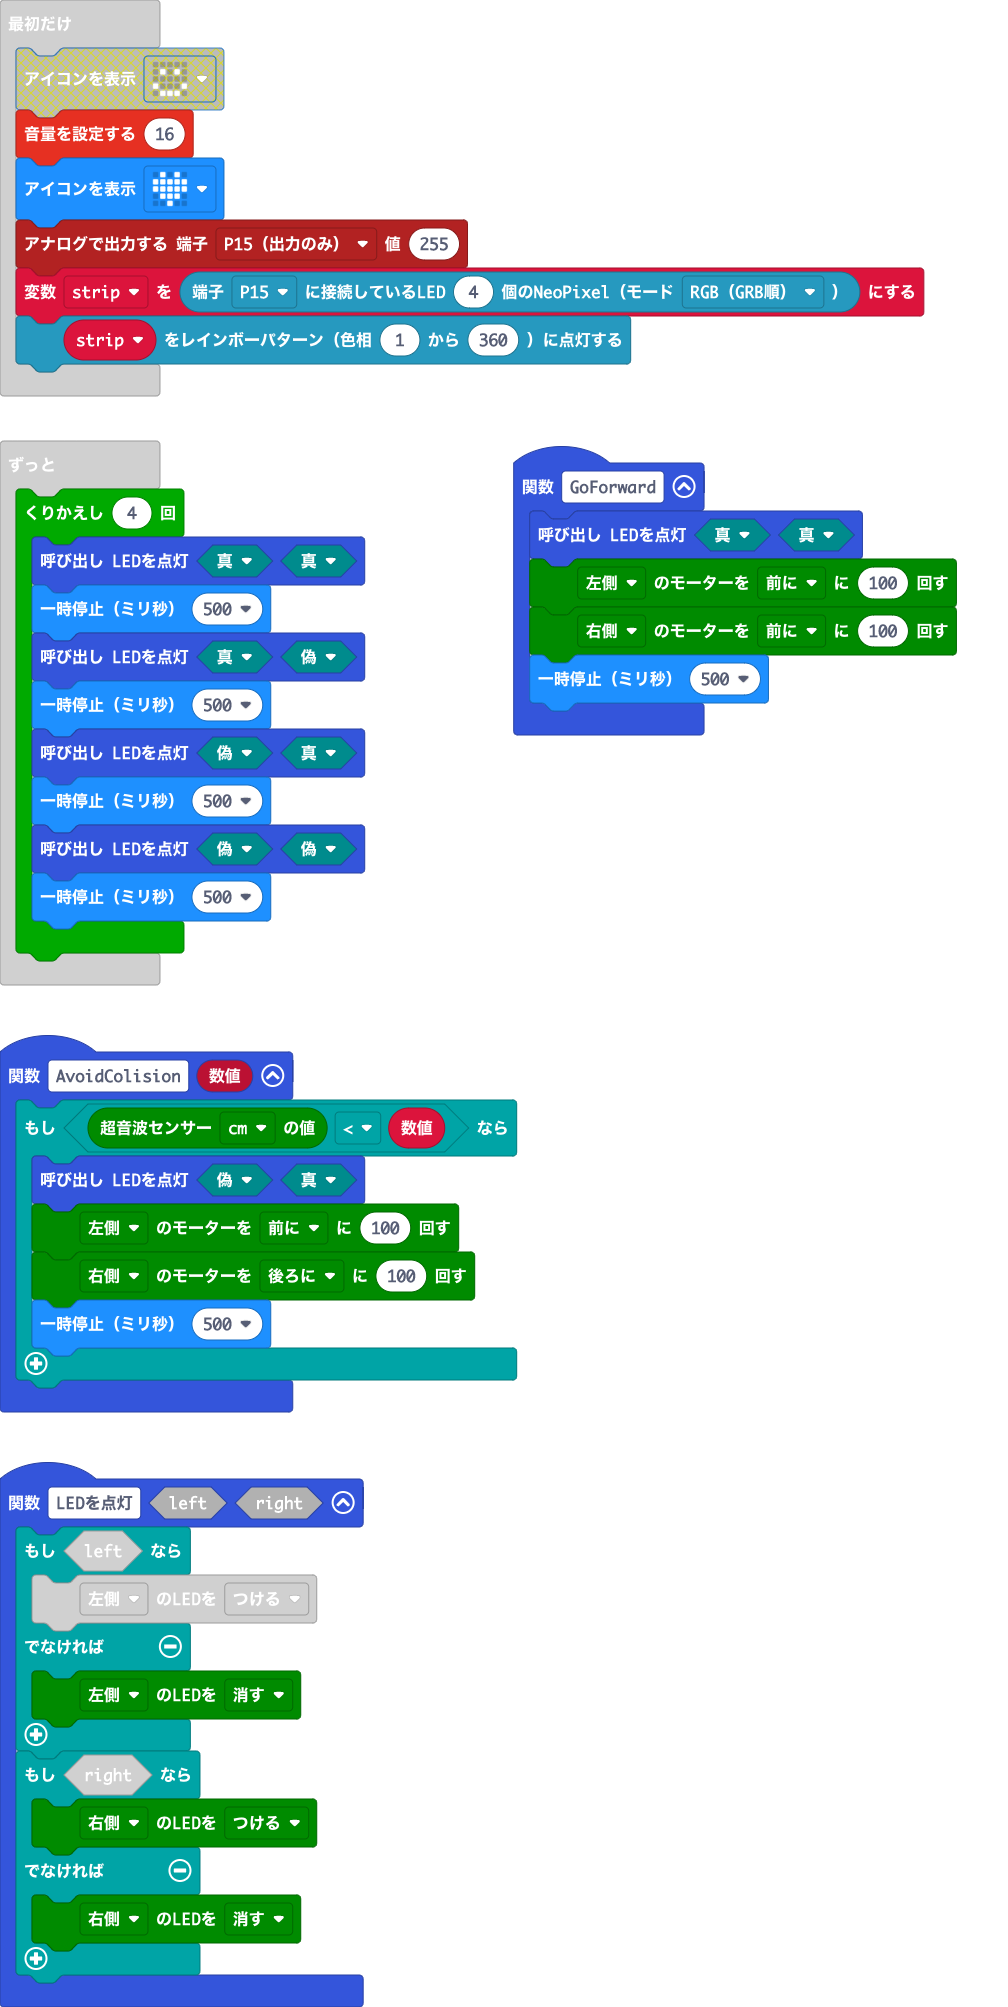 最初だけ
アイコンを表示
音量を設定する 16
アイコンを表示
アナログで出力する 端子 P15（出力のみ） 値 255
変数 strip を 端子 P15 に接続しているLED 4 個のNeoPixel（モード RGB（GRB順） ） にする
strip をレインボーパターン（色相 1 から 360 ）に点灯する
ずっと
くりかえし 4 回
呼び出し LEDを点灯 真 真
一時停止（ミリ秒） 500
呼び出し LEDを点灯 真 偽
一時停止（ミリ秒） 500
呼び出し LEDを点灯 偽 真
一時停止（ミリ秒） 500
呼び出し LEDを点灯 偽 偽
一時停止（ミリ秒） 500
関数 GoForward
呼び出し LEDを点灯 真 真
左側 のモーターを 前に に 100 回す
右側 のモーターを 前に に 100 回す
一時停止（ミリ秒） 500
関数 AvoidColision 数値
もし 超音波センサー cm の値 < 数値 なら
呼び出し LEDを点灯 偽 真
左側 のモーターを 前に に 100 回す
右側 のモーターを 後ろに に 100 回す
一時停止（ミリ秒） 500
関数 LEDを点灯 left right
もし left なら
左側 のLEDを つける
でなければ
左側 のLEDを 消す
もし right なら
右側 のLEDを つける
でなければ
右側 のLEDを 消す